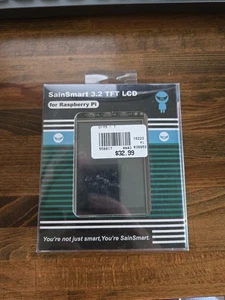 SainSmart 3.2 TFT LCD
for Raspberry Pi
$32.99
You're not just smart,You're SainSmart.